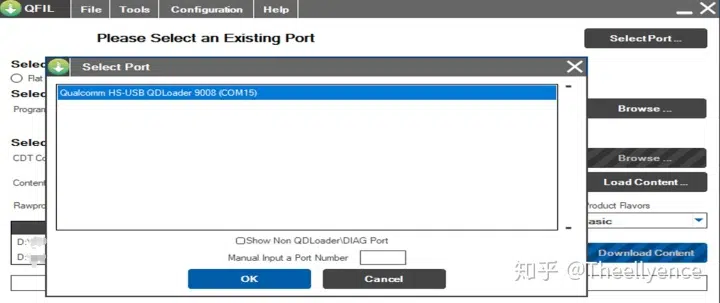 QFIL File Tools Configuration Help
Please Select an Existing Port
Select Port ...
Selec
Select Port
Flat
Qualcomm HS-USB QDLoader 9008 (COM15)
Selec
Program
Browse ...
Selec
CDT Co
Browse ...
Content
Load Content ...
Rawpro
Product Flavors
asic
Show Non QDLoader\DIAG Port
D:\
Manual Input a Port Number
D:
Download Content
OK
Cancel
知乎 @Theellyence